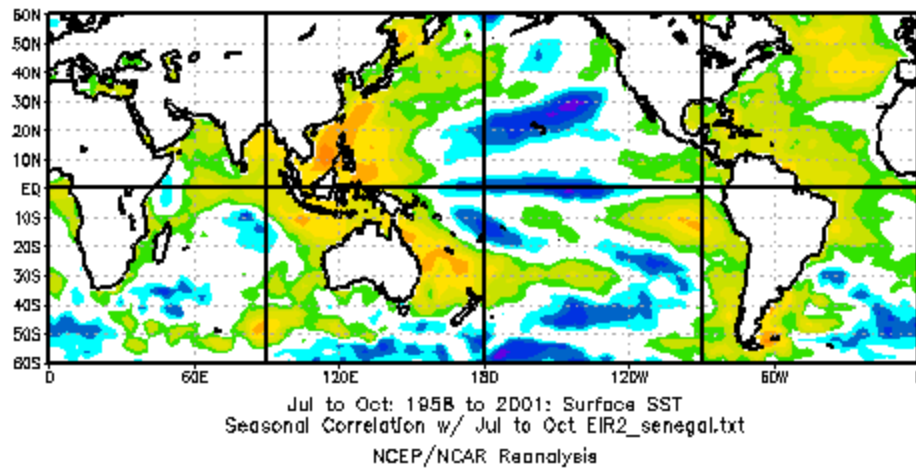 60N
50N
40N
30N
20N
10N
EQ
10S
20S
30S
40S
50S
60S
0 60E 120E 180 120W 60W
Jul to Oct: 1958 to 2001: Surface SST
Seasonal Correlation w/ Jul to Oct EIR2_senegal.txt
NCEP/NCAR Reanalysis